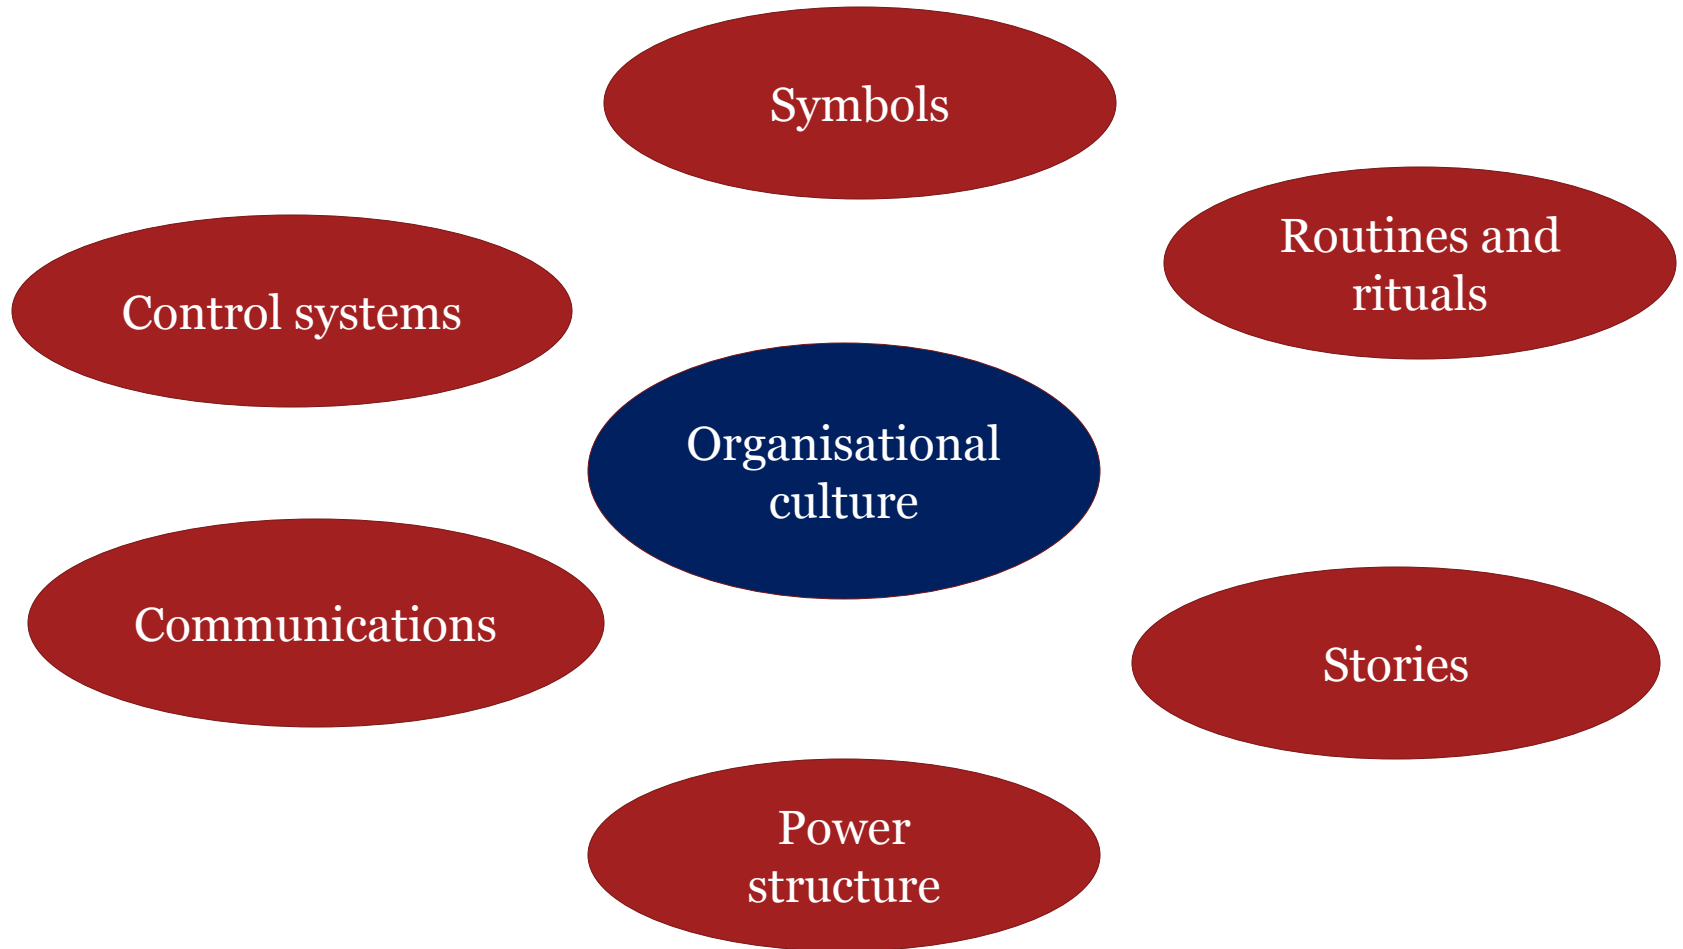 Symbols
Routines and
rituals
Control systems
Organisational
culture
Communications
Stories
Power
structure